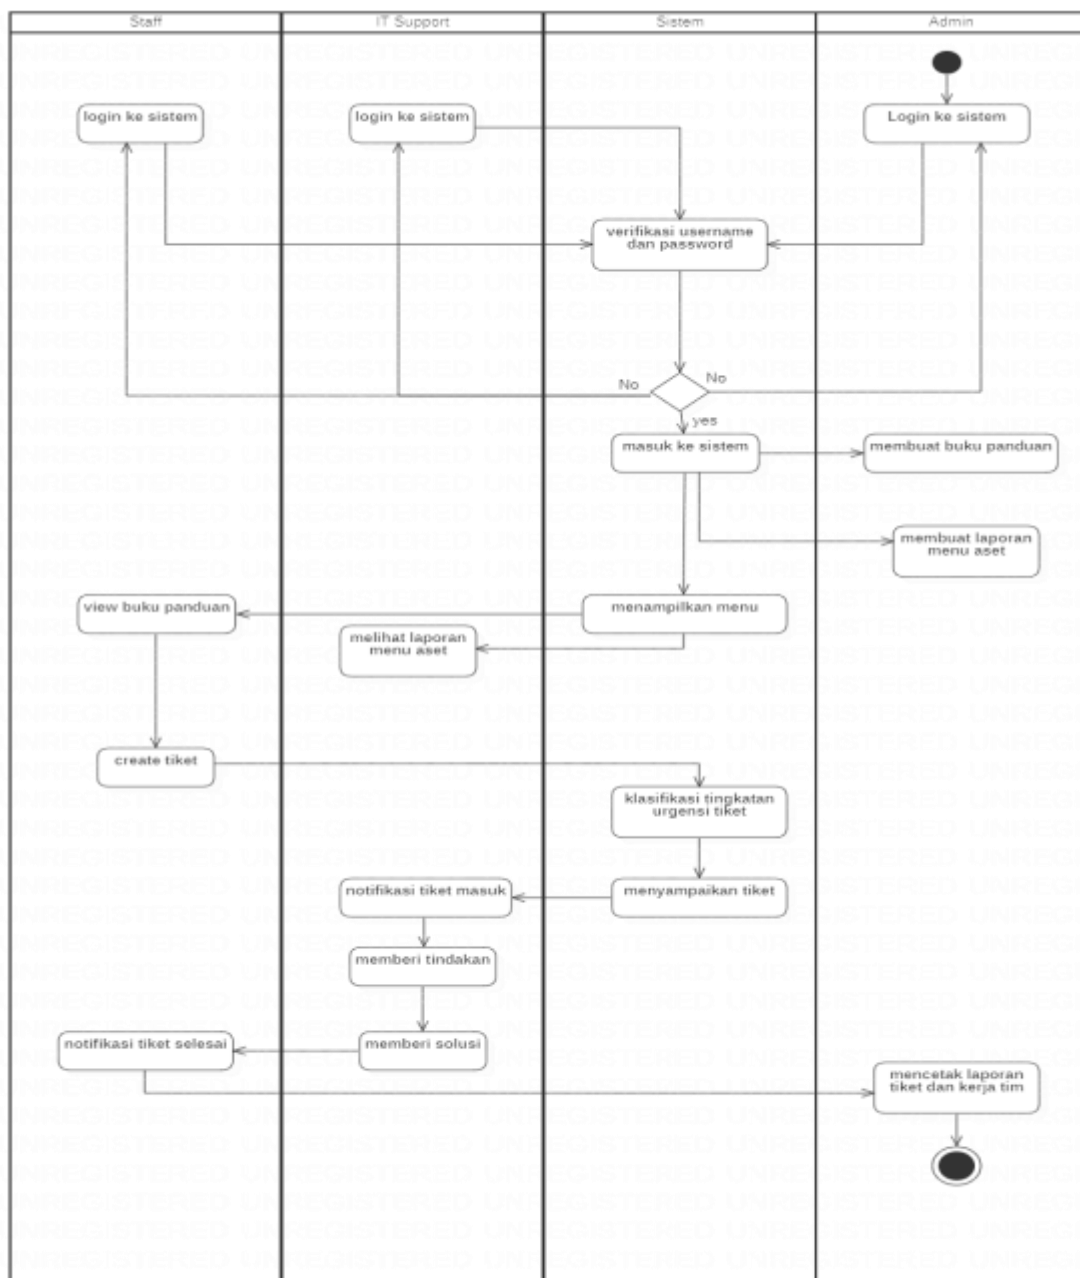 Staff
IT Support
Sistem
Admin
login ke sistem
login ke sistem
Login ke sistem
verifikasi username
dan password
No
No
yes
masuk ke sistem
membuat buku panduan
membuat laporan
menu aset
view buku panduan
menampilkan menu
melihat laporan
menu aset
create tiket
klasifikasi tingkatan
urgensi tiket
notifikasi tiket masuk
menyampaikan tiket
memberi tindakan
notifikasi tiket selesai
memberi solusi
mencetak laporan
tiket dan kerja tim
UNREGISTERED